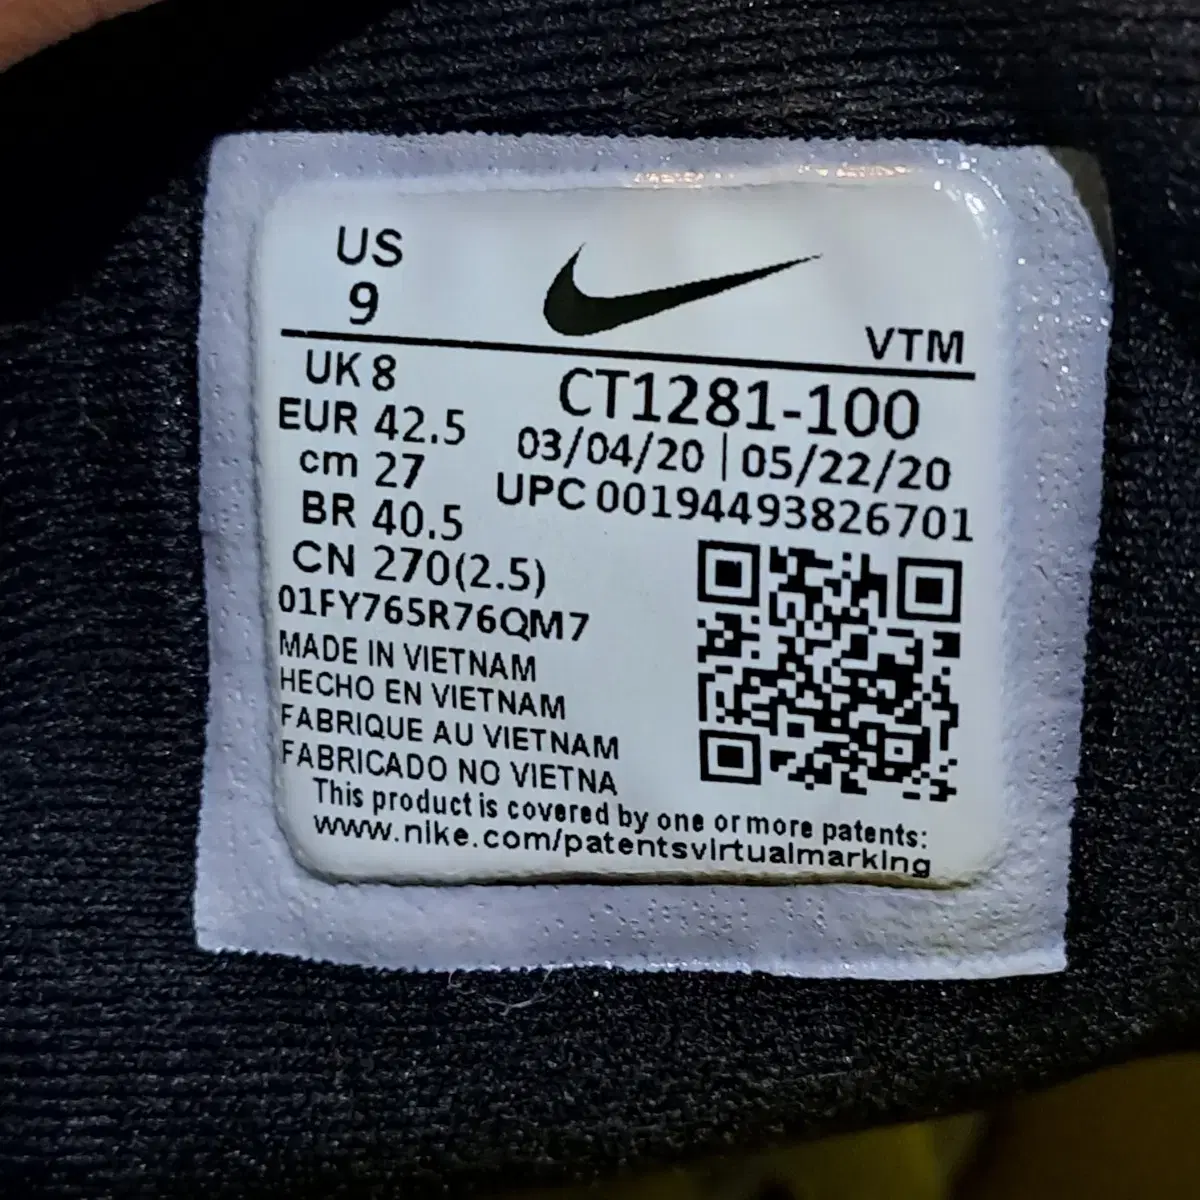 US
9
VTM
UK 8
EUR 42.5
cm 27
BR 40.5
CN 270(2.5)
CT1281-100
03/04/20 | 05/22/20
UPC 00194493826701
01FY765R76QM7
MADE IN VIETNAM
HECHO EN VIETNAM
FABRIQUE AU VIETNAM
FABRICADO NO VIETNA
This product is covered by one or more patents:
www.nike.com/patentsvirtualmarking